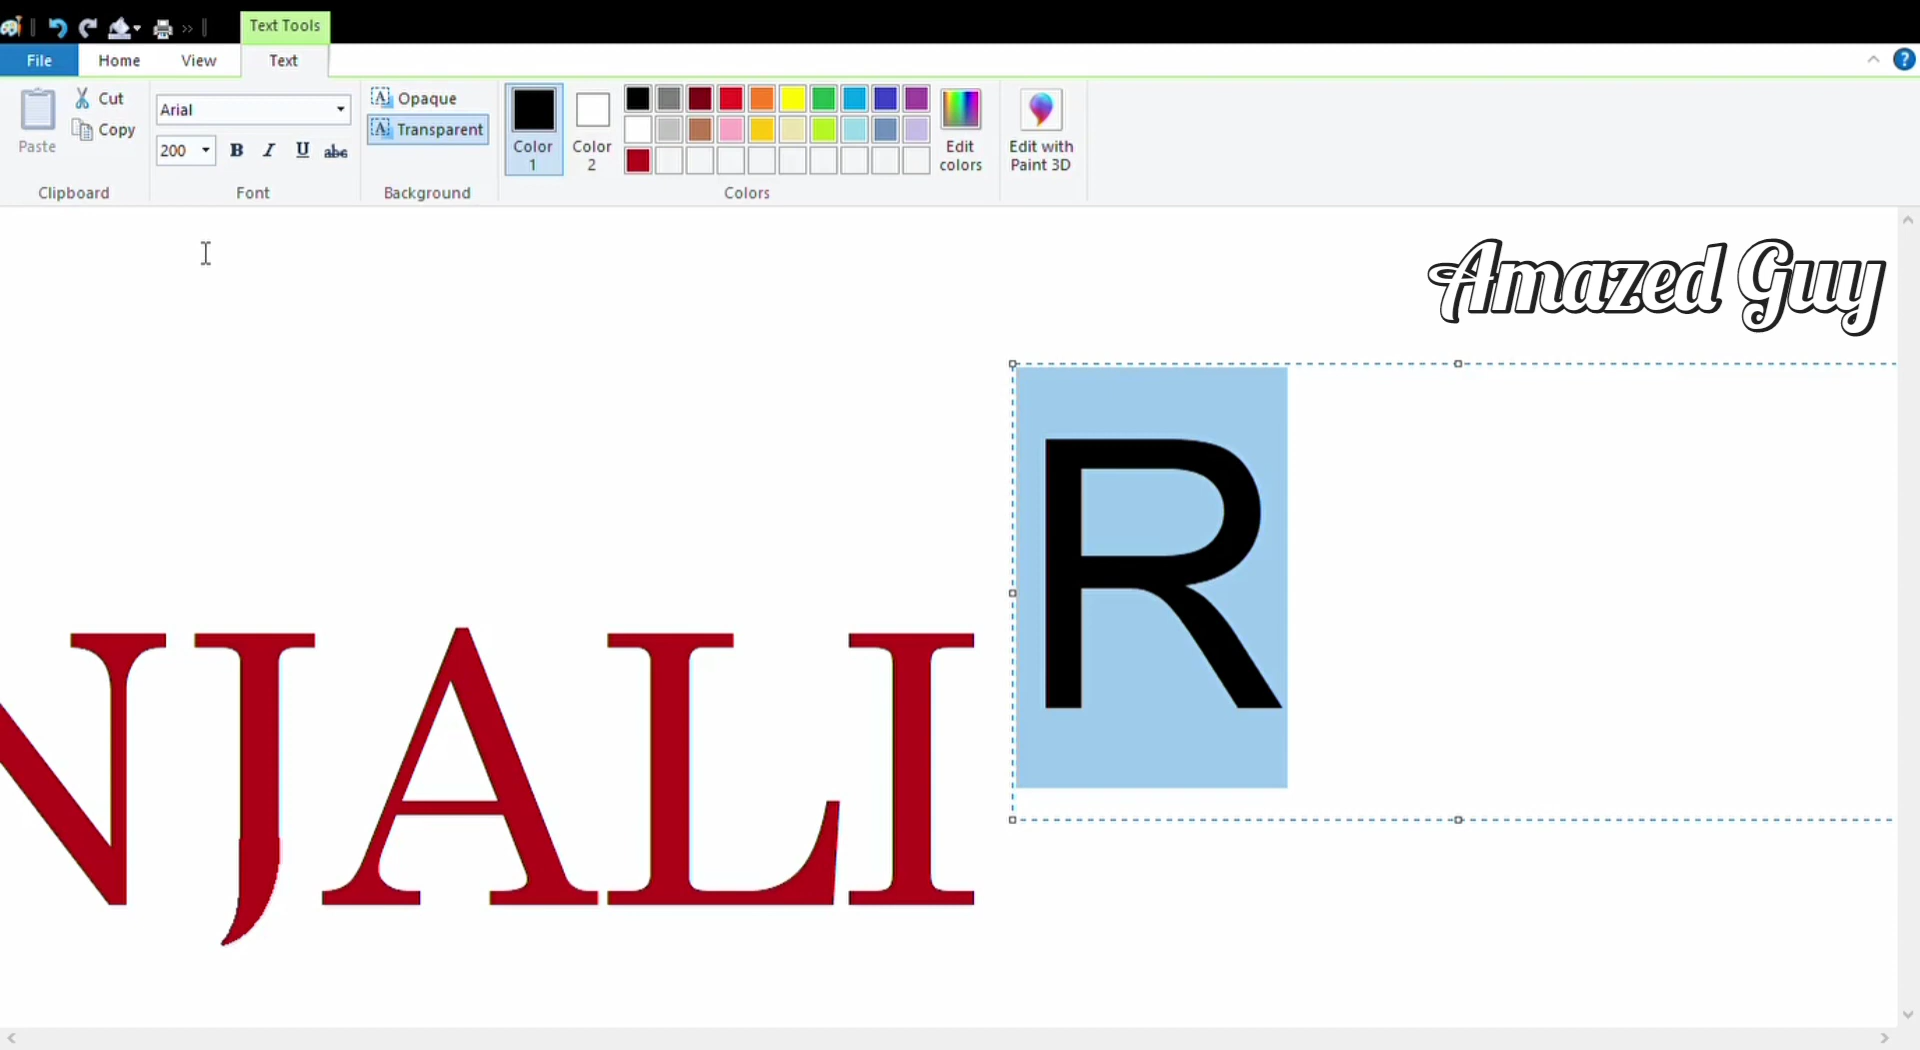 Text Tools
File Home View Text
Paste
Cut
Copy
Clipboard
Arial
200 B I U abc
Font
Opaque
Transparent
Background
Color 1
Color 2
Edit colors
Colors
Edit with Paint 3D
?
Amazed Guy
R
NJALI